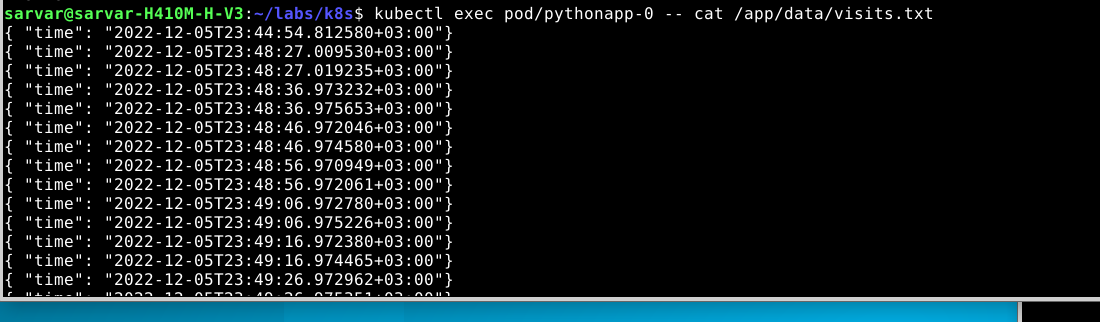 sarvar@sarvar-H410M-H-V3:~/labs/k8s$ kubectl exec pod/pythonapp-0 -- cat /app/data/visits.txt
{ "time": "2022-12-05T23:44:54.812580+03:00"}
{ "time": "2022-12-05T23:48:27.009530+03:00"}
{ "time": "2022-12-05T23:48:27.019235+03:00"}
{ "time": "2022-12-05T23:48:36.973232+03:00"}
{ "time": "2022-12-05T23:48:36.975653+03:00"}
{ "time": "2022-12-05T23:48:46.972046+03:00"}
{ "time": "2022-12-05T23:48:46.974580+03:00"}
{ "time": "2022-12-05T23:48:56.970949+03:00"}
{ "time": "2022-12-05T23:48:56.972061+03:00"}
{ "time": "2022-12-05T23:49:06.972780+03:00"}
{ "time": "2022-12-05T23:49:06.975226+03:00"}
{ "time": "2022-12-05T23:49:16.972380+03:00"}
{ "time": "2022-12-05T23:49:16.974465+03:00"}
{ "time": "2022-12-05T23:49:26.972962+03:00"}
{ "time":